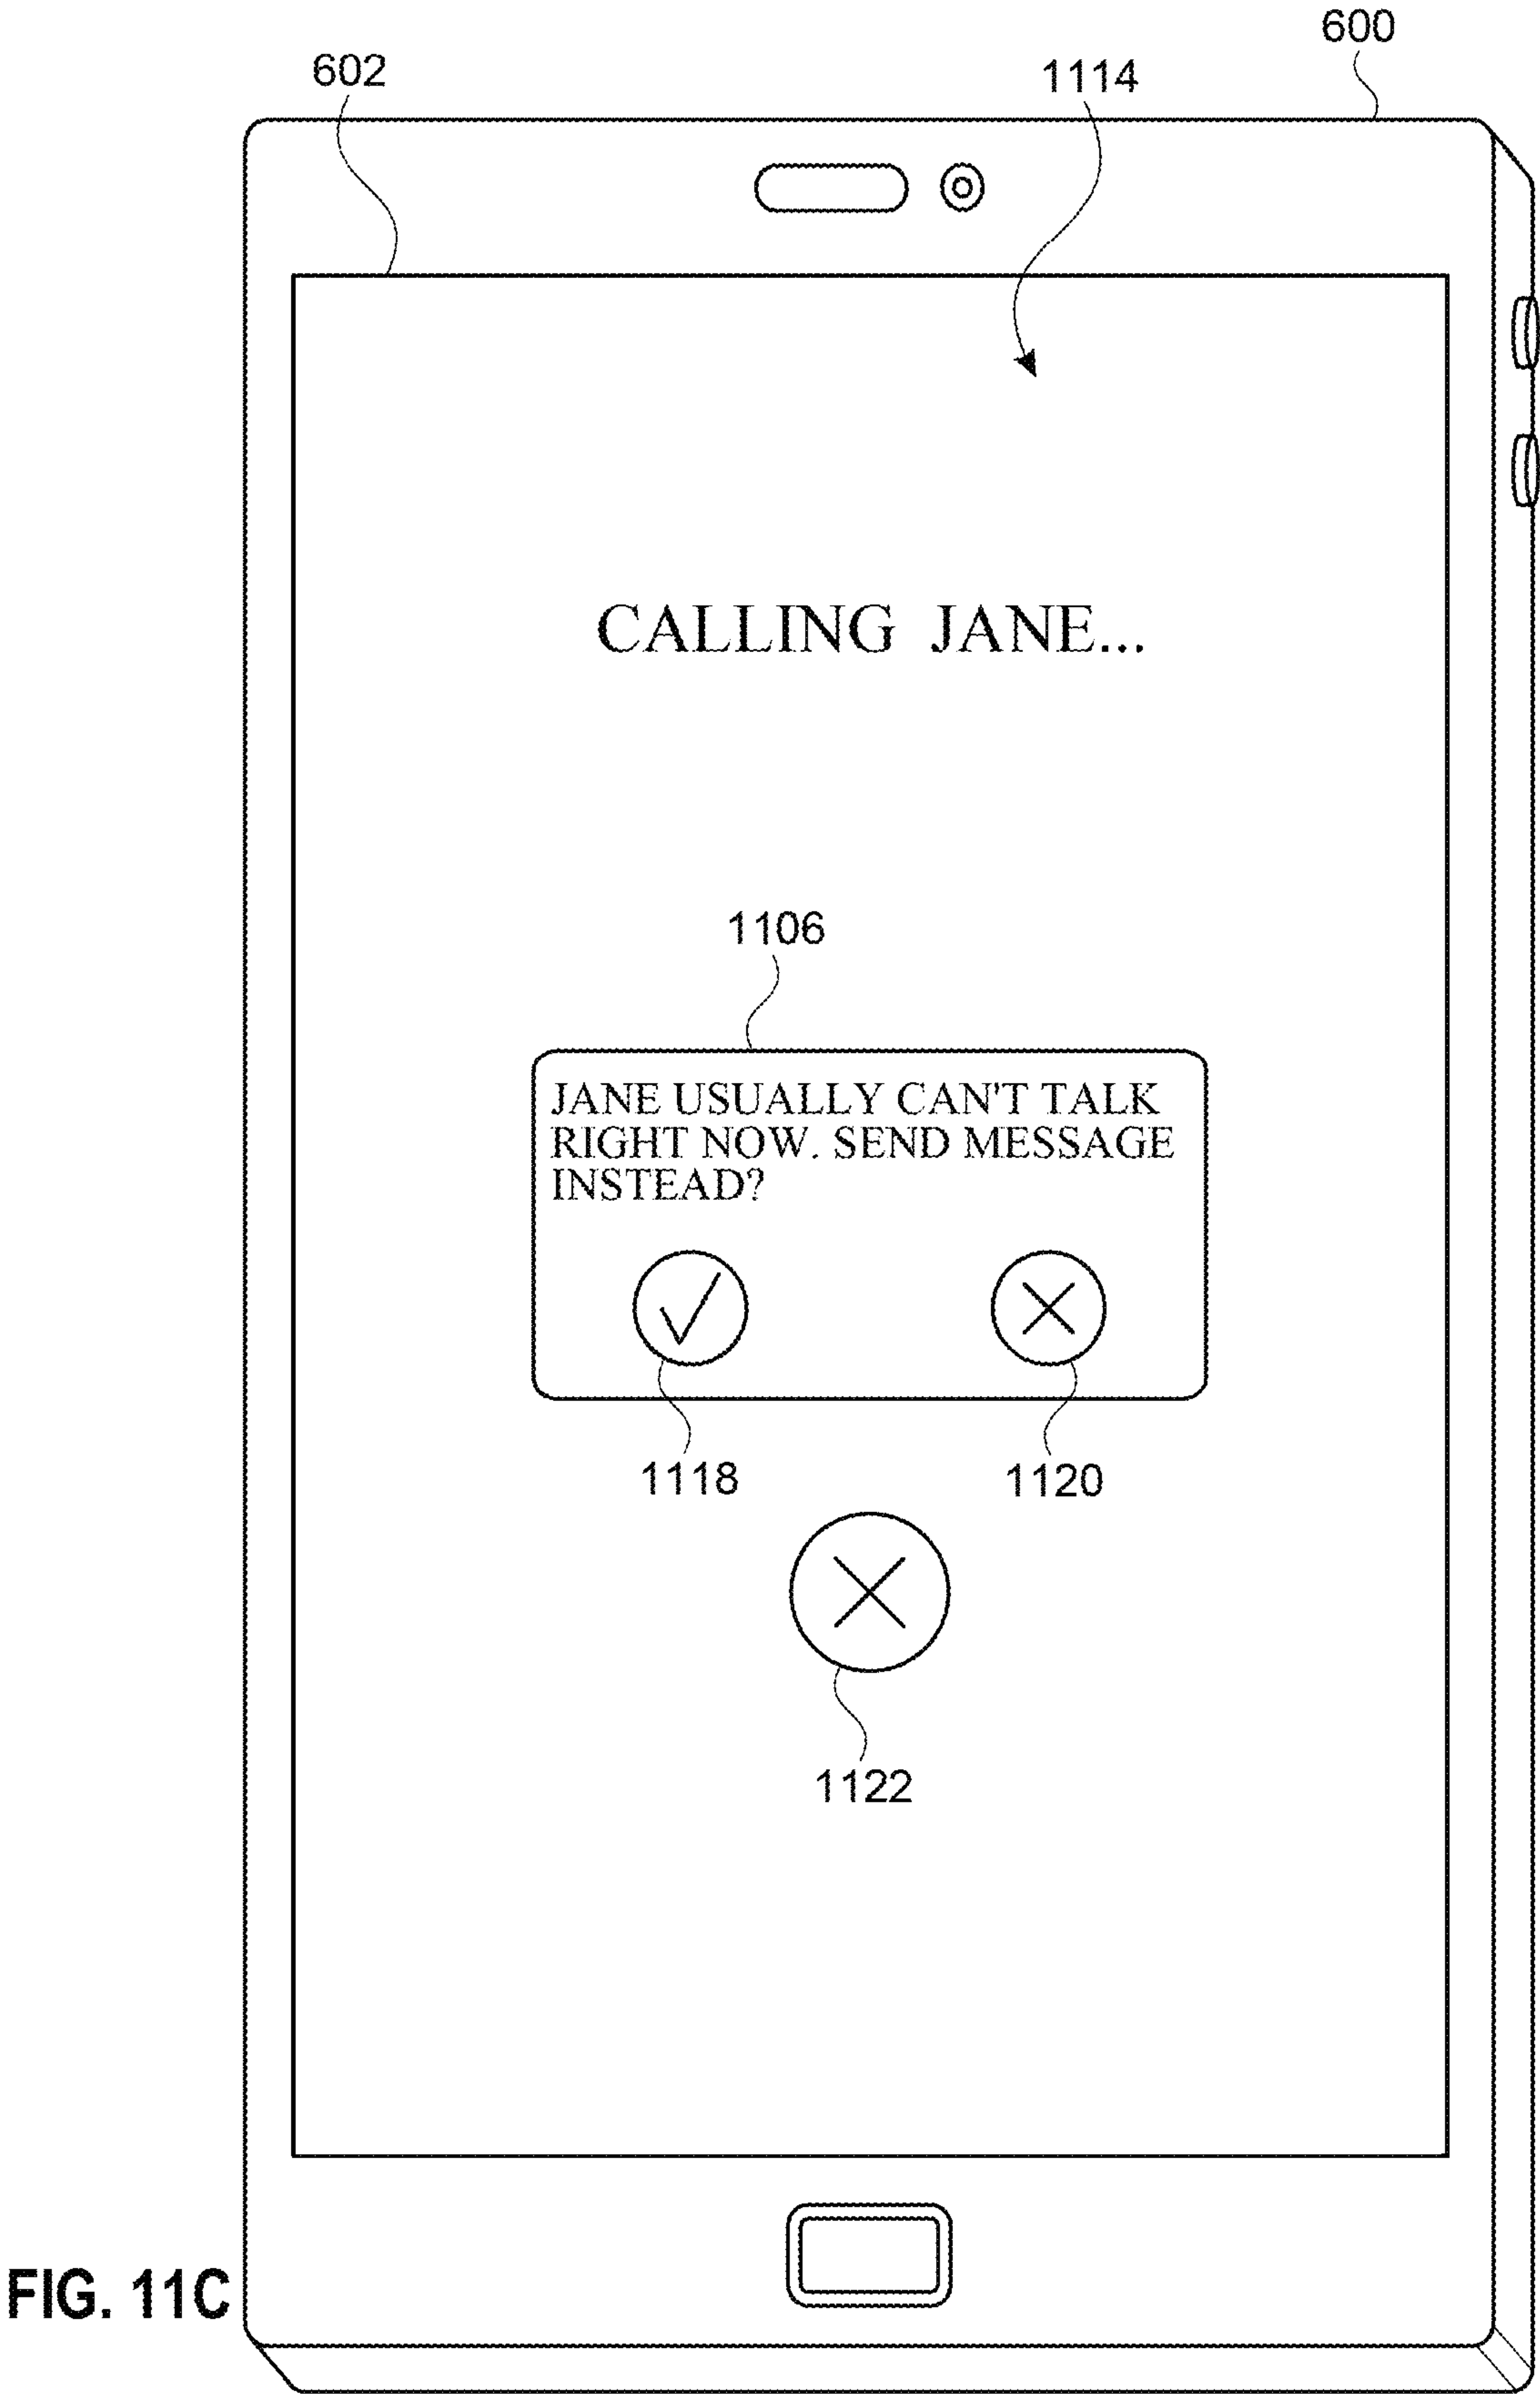 600
602
1114
CALLING JANE...
1106
JANE USUALLY CAN'T TALK
RIGHT NOW. SEND MESSAGE
INSTEAD?
1118
1120
1122
FIG. 11C